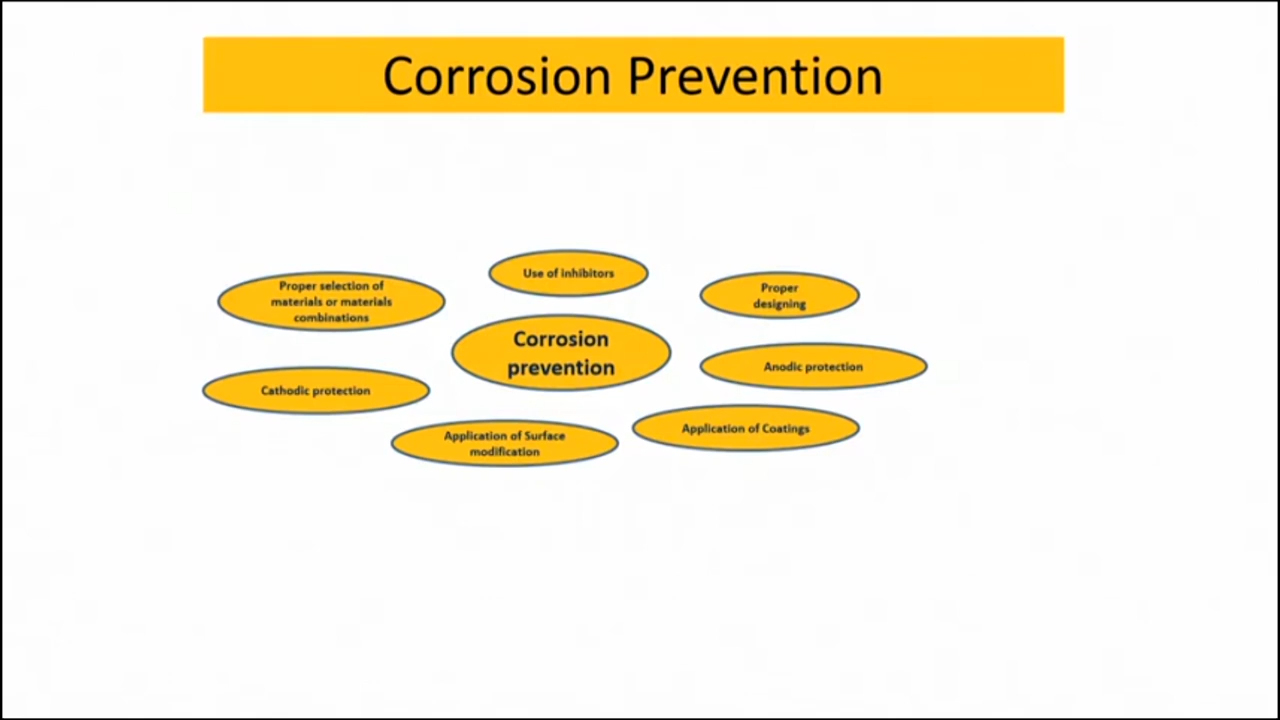 Corrosion Prevention
Use of inhibitors
Proper selection of
materials or materials
combinations
Proper
designing
Corrosion
prevention
Anodic protection
Cathodic protection
Application of Coatings
Application of Surface
modification